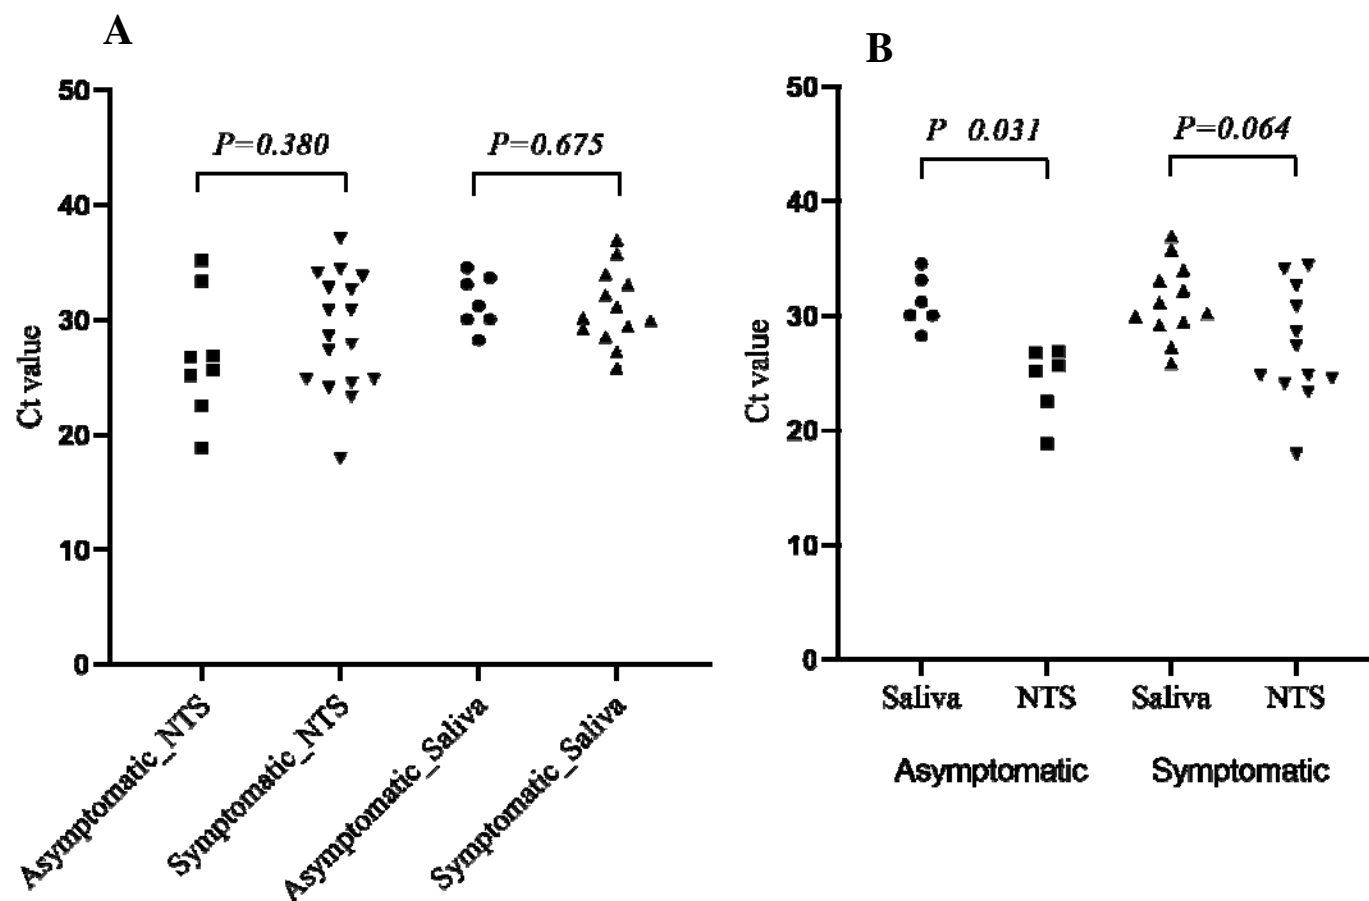 A
B
50
40
30
20
10
0
Ct value
P=0.380
P=0.675
Asymptomatic_NTS
Symptomatic_NTS
Asymptomatic_Saliva
Symptomatic_Saliva
50
40
30
20
10
0
Ct value
P 0.031
P=0.064
Saliva NTS Saliva NTS
Asymptomatic Symptomatic